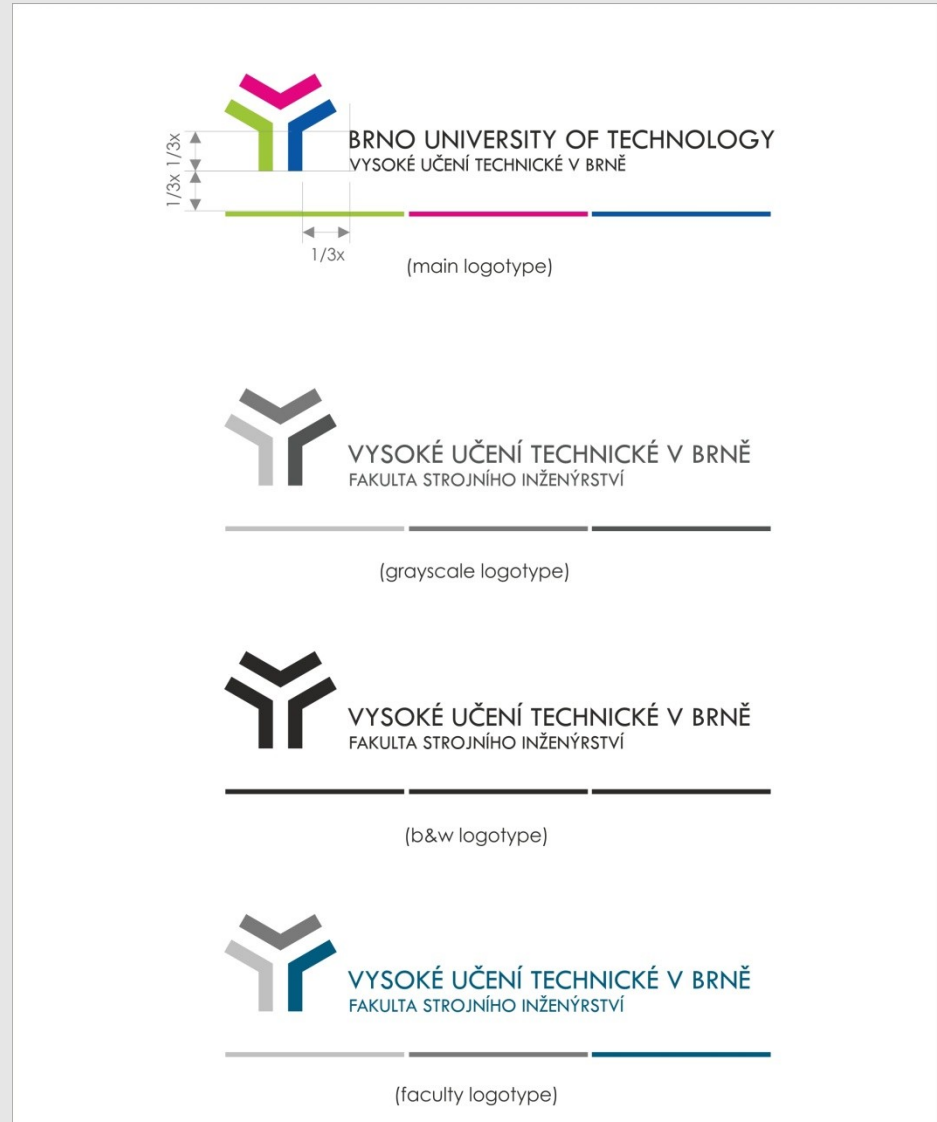 1/3x
1/3x
BRNO UNIVERSITY OF TECHNOLOGY
VYSOKÉ UČENÍ TECHNICKÉ V BRNĚ
1/3x
(main logotype)
VYSOKÉ UČENÍ TECHNICKÉ V BRNĚ
FAKULTA STROJNÍHO INŽENÝRSTVÍ
(grayscale logotype)
VYSOKÉ UČENÍ TECHNICKÉ V BRNĚ
FAKULTA STROJNÍHO INŽENÝRSTVÍ
(b&w logotype)
VYSOKÉ UČENÍ TECHNICKÉ V BRNĚ
FAKULTA STROJNÍHO INŽENÝRSTVÍ
(faculty logotype)